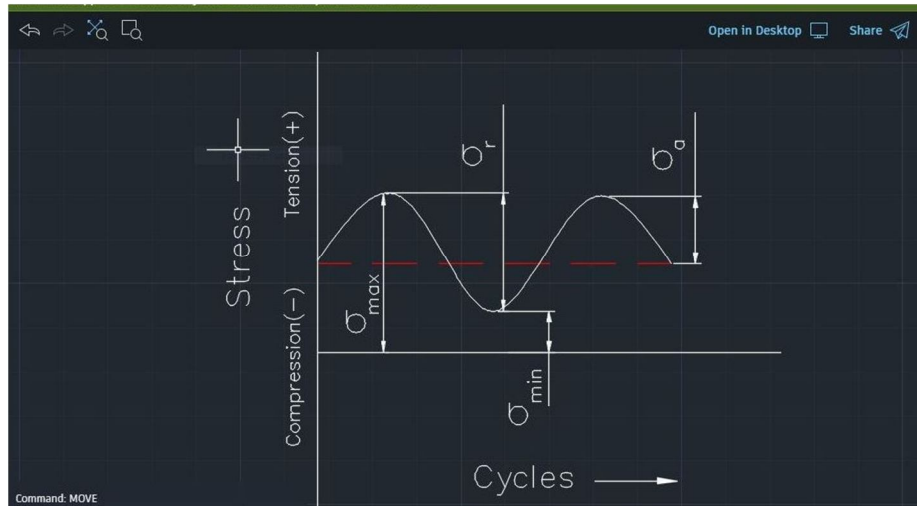 Open in Desktop
Share
Tension(+)
σr
σa
Stress
σmax
Compression(-)
σmin
Cycles
Command: MOVE